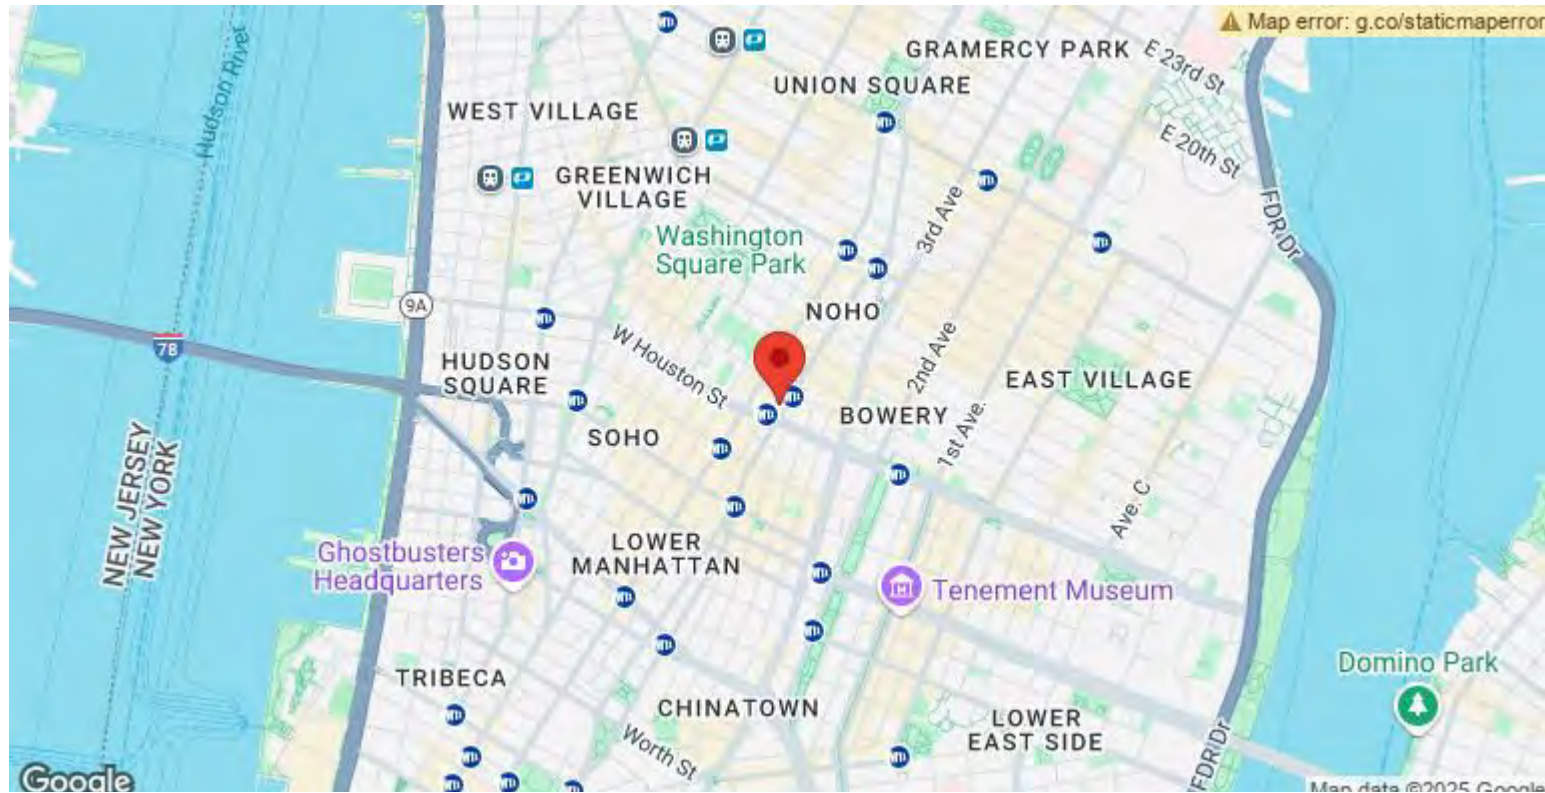 Map error: g.co/staticmaperror
GRAMERCY PARK
E 23rd St
UNION SQUARE
WEST VILLAGE
Hudson River
E 20th St
GREENWICH
VILLAGE
3rd Ave
FDR Dr
Washington
Square Park
9A
NOHO
78
W Houston St
2nd Ave
HUDSON
SQUARE
EAST VILLAGE
BOWERY
1st Ave.
SOHO
NEW JERSEY
NEW YORK
Ave. C
LOWER
MANHATTAN
Ghostbusters
Headquarters
Tenement Museum
Domino Park
TRIBECA
CHINATOWN
LOWER
EAST SIDE
Worth St
FDR Dr
Google
Map data ©2025 Google